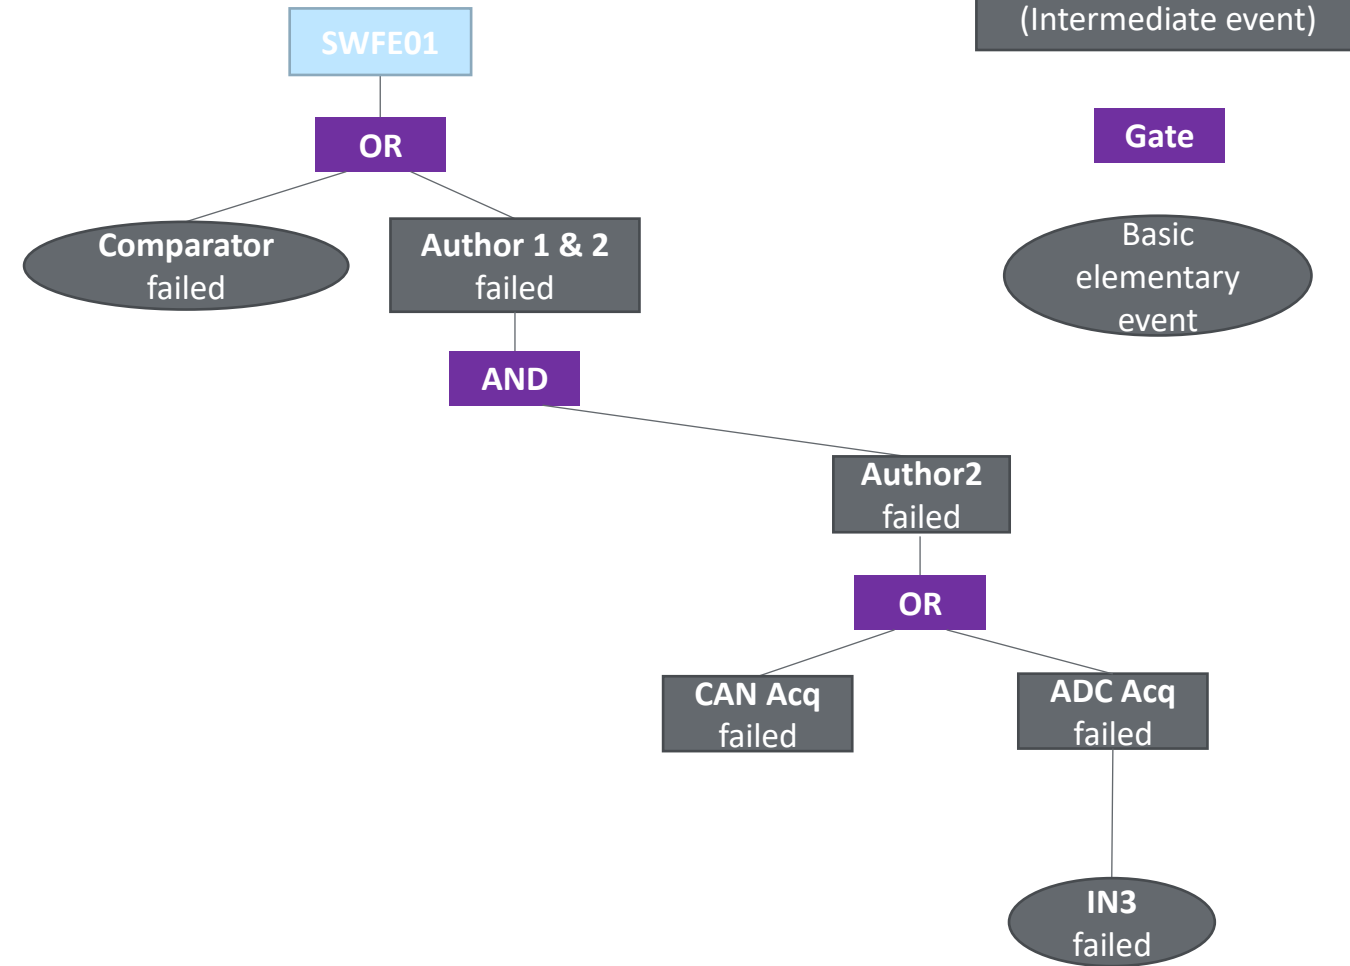 SWFE01
(Intermediate event)
OR
Gate
Comparator
failed
Author 1 & 2
failed
Basic
elementary
event
AND
Author2
failed
OR
CAN Acq
failed
ADC Acq
failed
IN3
failed